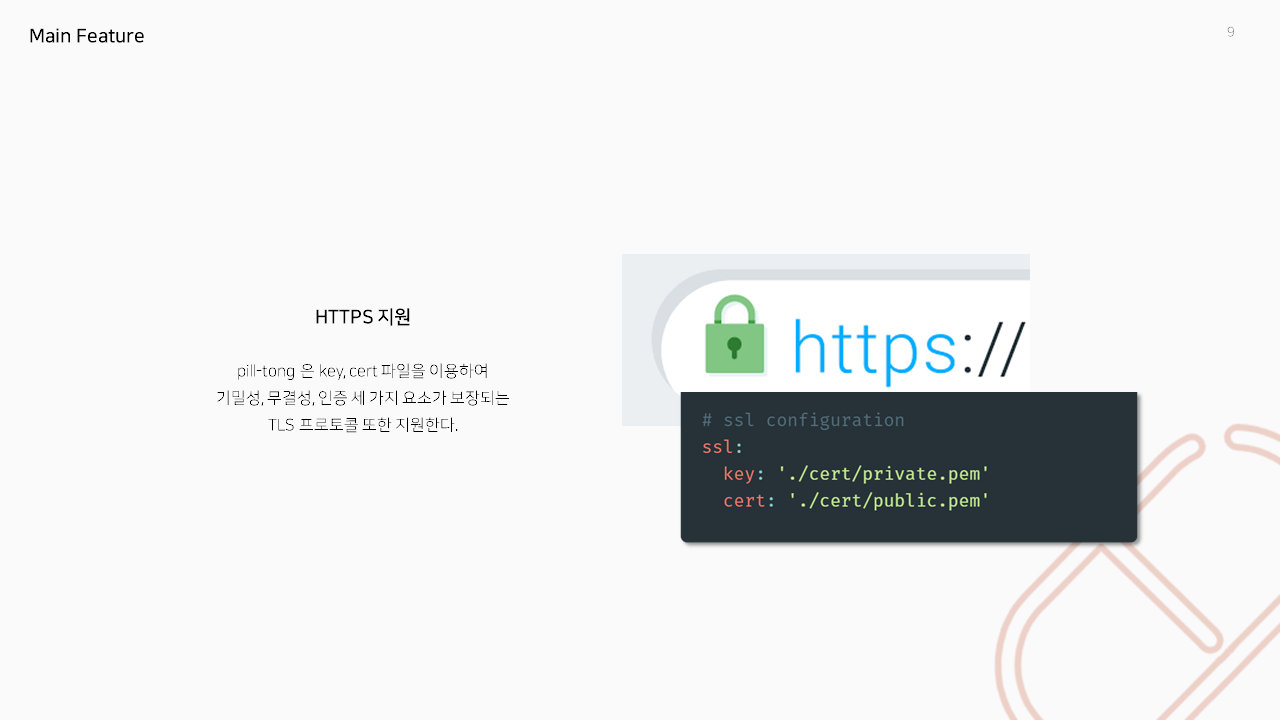 Main Feature
9
HTTPS 지원
pill-tong 은 key, cert 파일을 이용하여
기밀성, 무결성, 인증 세 가지 요소가 보장되는
TLS 프로토콜 또한 지원한다.
https://
# ssl configuration
ssl:
  key: './cert/private.pem'
  cert: './cert/public.pem'